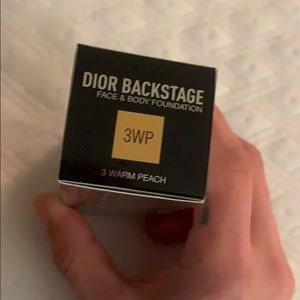 DIOR BACKSTAGE
FACE & BODY FOUNDATION
3WP
3 WARM PEACH